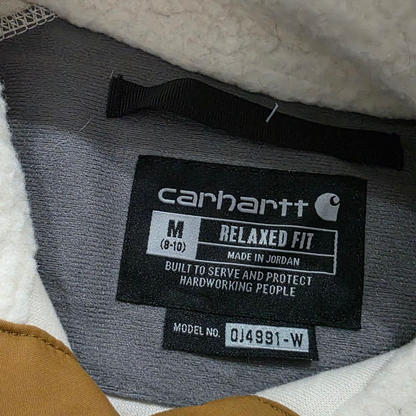 carhartt
M
(8-10)
RELAXED FIT
MADE IN JORDAN
BUILT TO SERVE AND PROTECT
HARDWORKING PEOPLE
MODEL NO. OJ4991-W